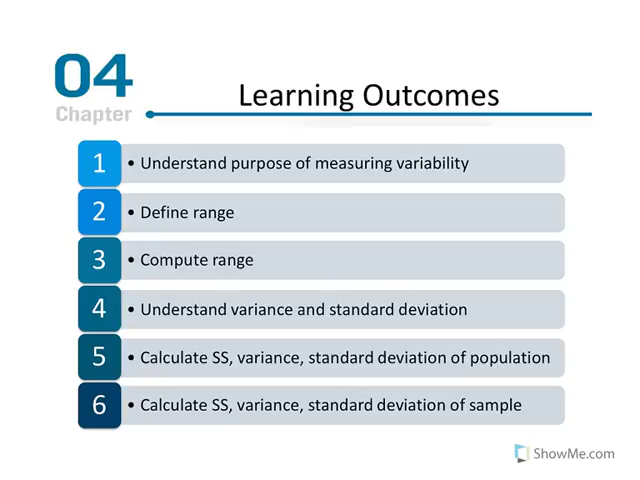 04
Chapter
Learning Outcomes
1 • Understand purpose of measuring variability
2 • Define range
3 • Compute range
4 • Understand variance and standard deviation
5 • Calculate SS, variance, standard deviation of population
6 • Calculate SS, variance, standard deviation of sample
ShowMe.com